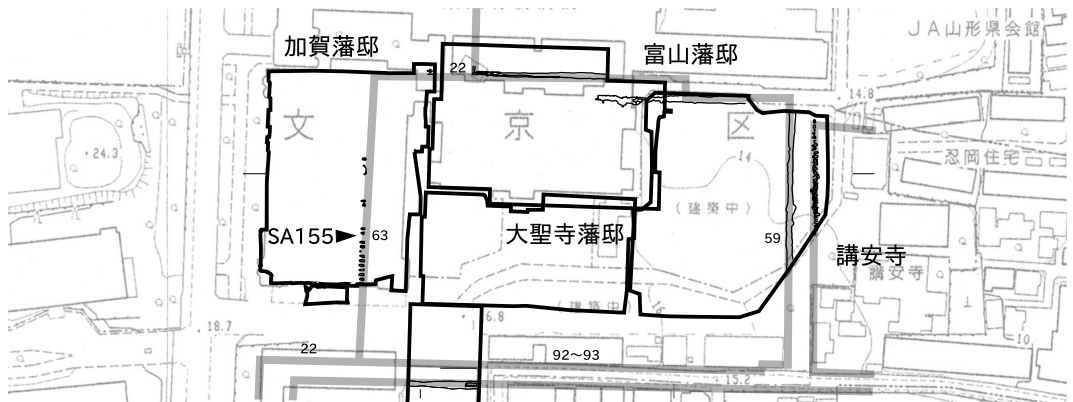 ＪＡ山形県会館
加賀藩邸
富山藩邸
22
14.8
文
京
区
24.3
忍岡住宅
14
(建築中)
SA155
63
大聖寺藩邸
59
講安寺
講安寺
(建築中)
6.8
18.7
10.
22
92〜93
15.2